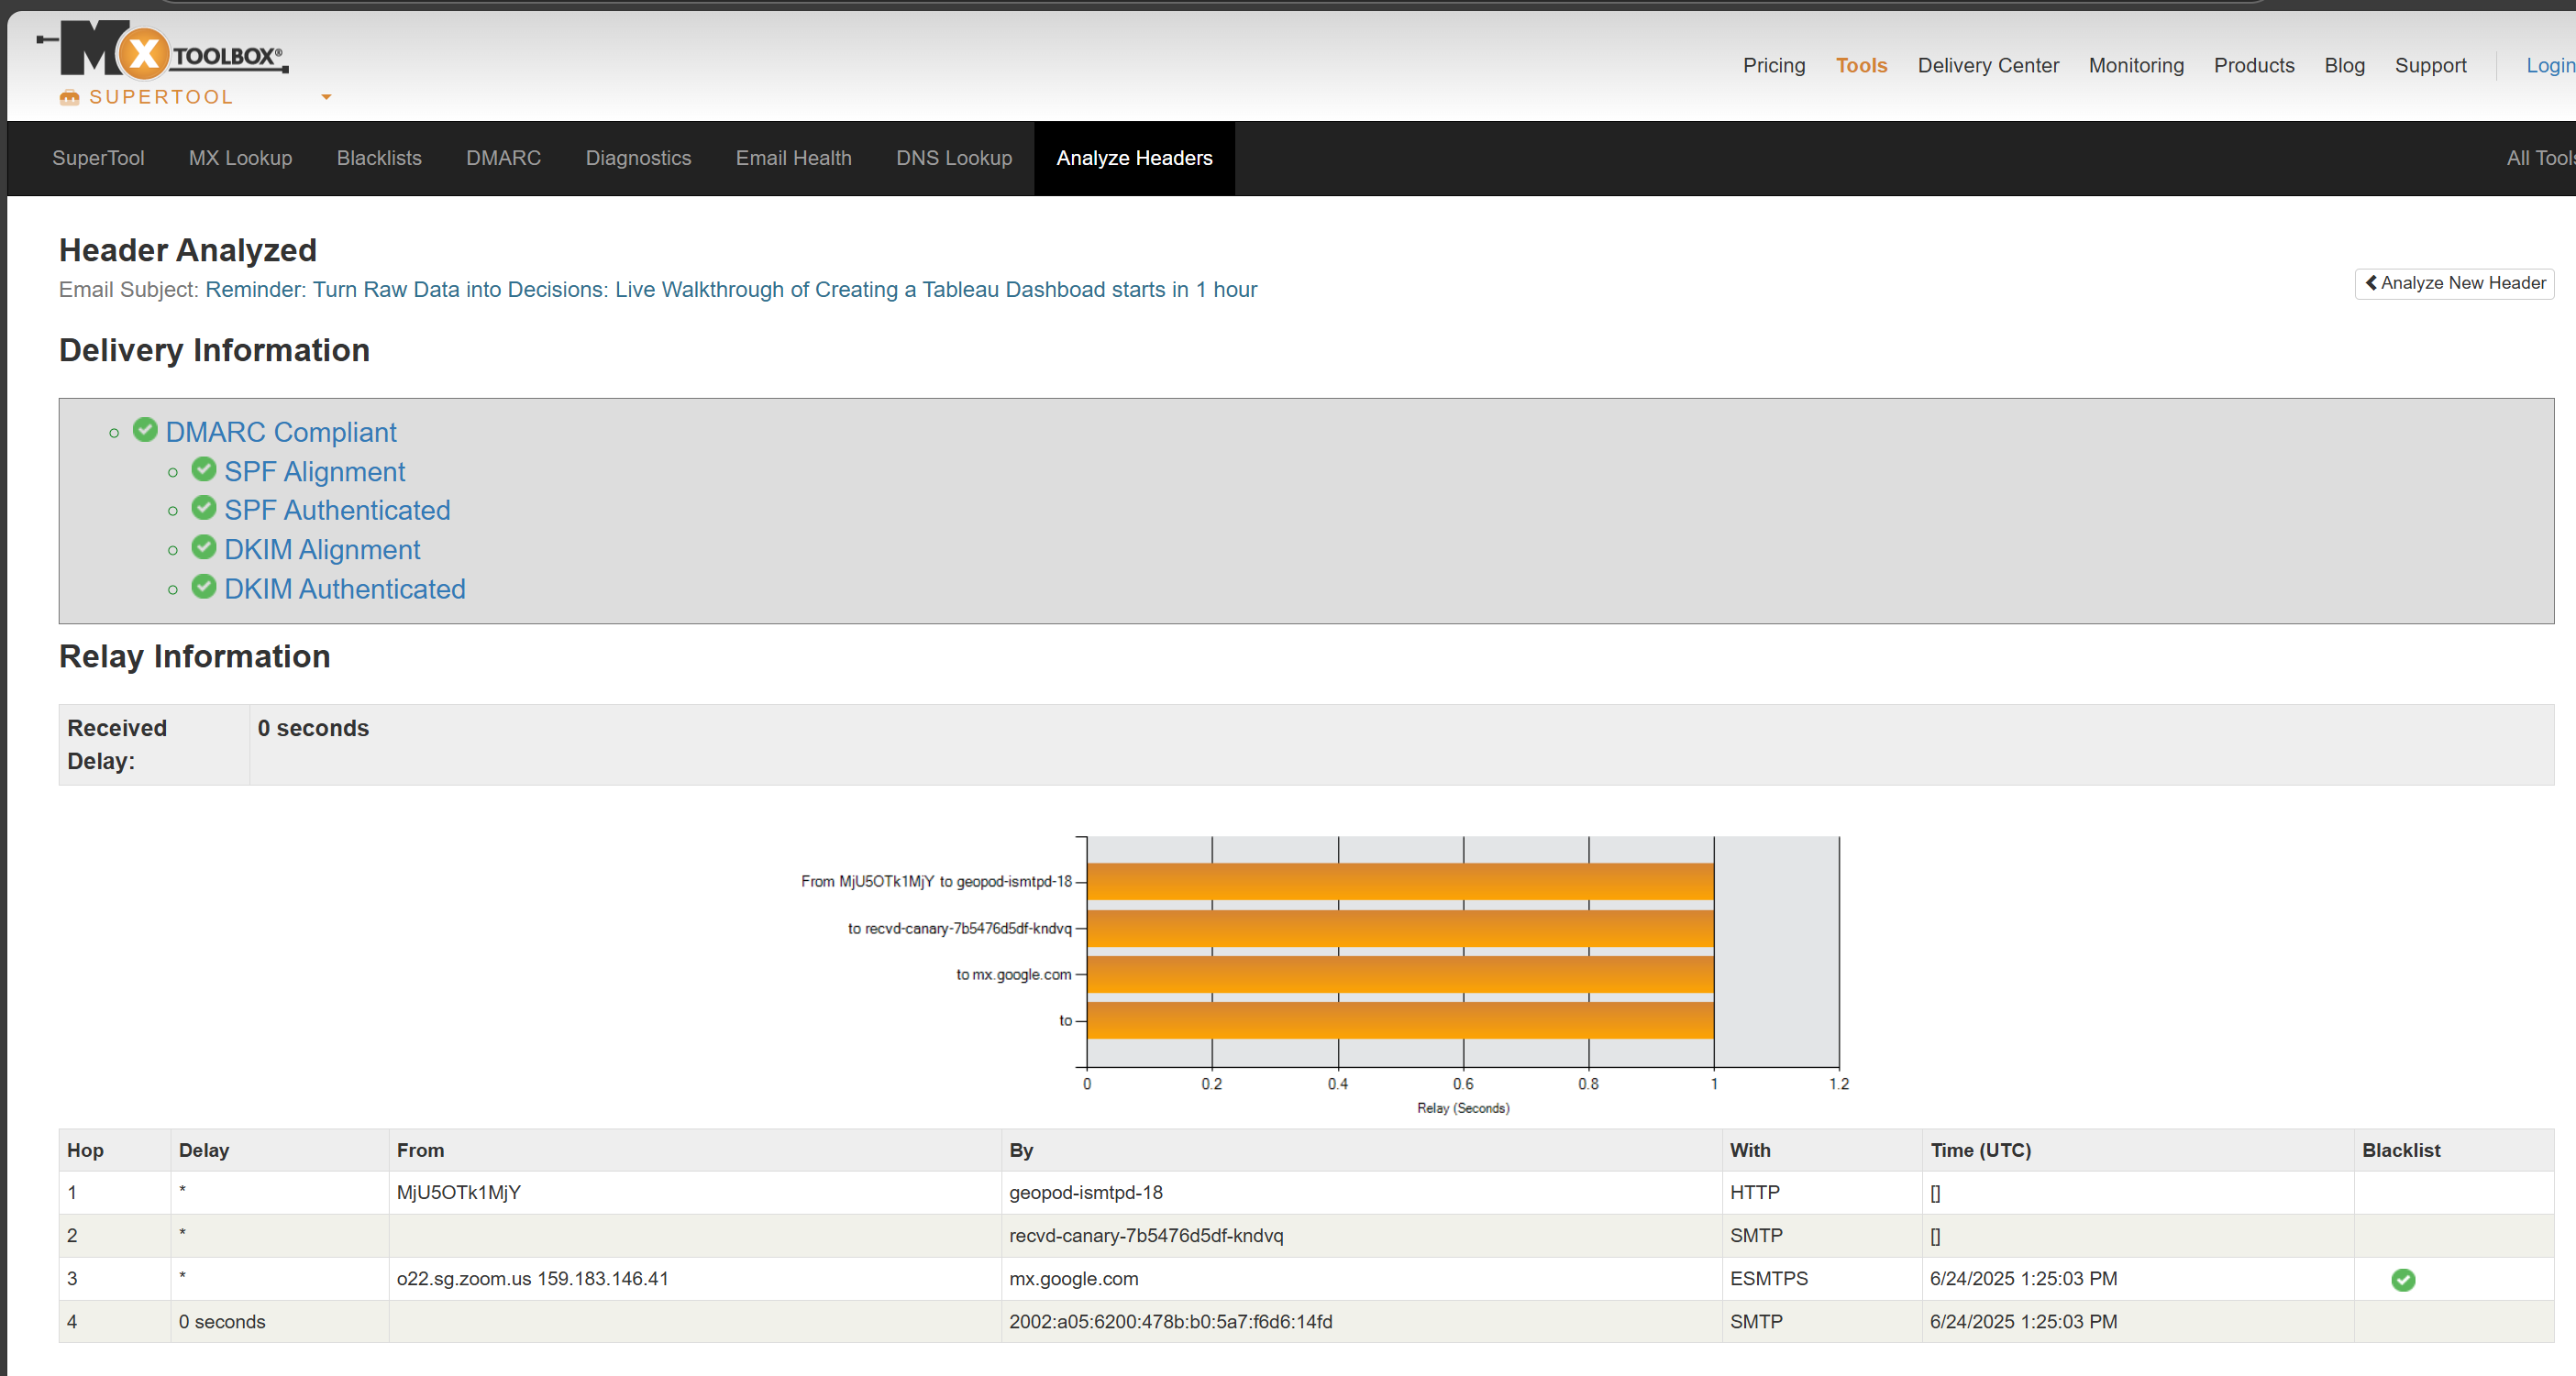 MX TOOLBOX®
SUPERTOOL
Pricing Tools Delivery Center Monitoring Products Blog Support Login
SuperTool MX Lookup Blacklists DMARC Diagnostics Email Health DNS Lookup Analyze Headers All Tools
Header Analyzed
Email Subject: Reminder: Turn Raw Data into Decisions: Live Walkthrough of Creating a Tableau Dashboad starts in 1 hour
Analyze New Header
Delivery Information
DMARC Compliant
SPF Alignment
SPF Authenticated
DKIM Alignment
DKIM Authenticated
Relay Information
Received Delay: 0 seconds
From MjU5OTk1MjY to geopod-ismtpd-18
to recvd-canary-7b5476d5df-kndvq
to mx.google.com
to
0 0.2 0.4 0.6 0.8 1 1.2
Relay (Seconds)
Hop Delay From By With Time (UTC) Blacklist
1 * MjU5OTk1MjY geopod-ismtpd-18 HTTP []
2 * recvd-canary-7b5476d5df-kndvq SMTP []
3 * o22.sg.zoom.us 159.183.146.41 mx.google.com ESMTPS 6/24/2025 1:25:03 PM
4 0 seconds 2002:a05:6200:478b:b0:5a7:f6d6:14fd SMTP 6/24/2025 1:25:03 PM